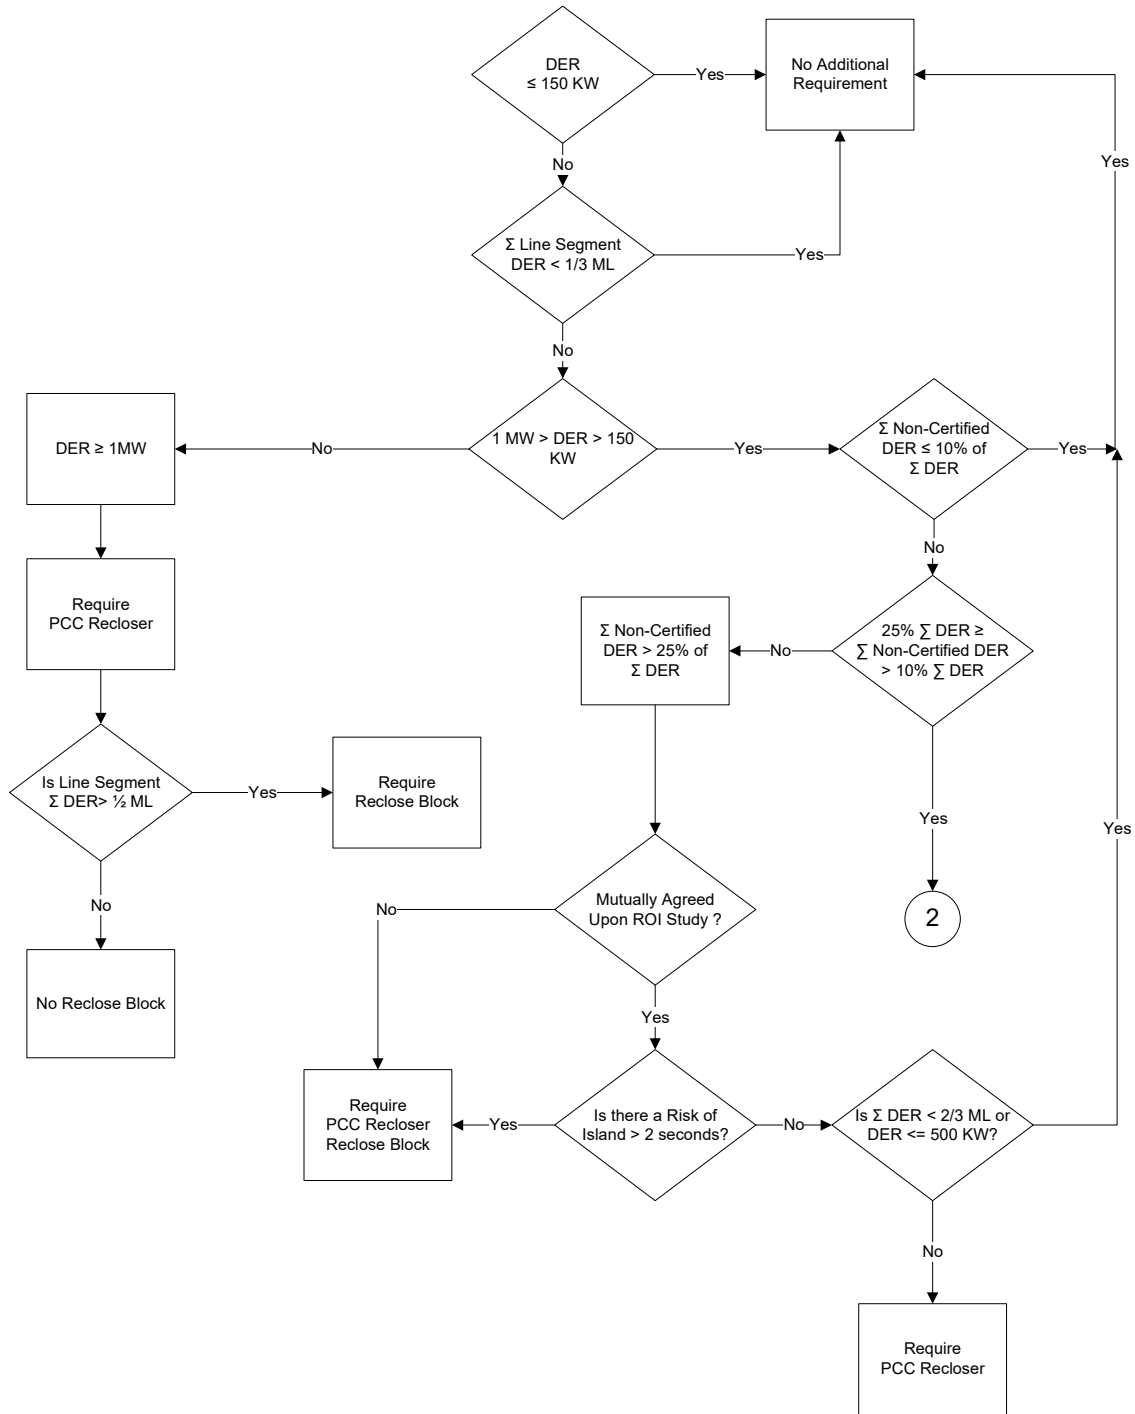 DER
≤ 150 KW
Yes
No Additional
Requirement
Yes
No
Σ Line Segment
DER < 1/3 ML
Yes
No
DER ≥ 1MW
No
1 MW > DER > 150
KW
Yes
Σ Non-Certified
DER ≤ 10% of
Σ DER
Yes
No
Require
PCC Recloser
Σ Non-Certified
DER > 25% of
Σ DER
No
25% ∑ DER ≥
∑ Non-Certified DER
> 10% ∑ DER
Is Line Segment
Σ DER> ½ ML
Yes
Require
Reclose Block
Yes
Yes
No
Mutually Agreed
Upon ROI Study ?
No
2
No Reclose Block
Yes
Require
PCC Recloser
Reclose Block
Yes
Is there a Risk of
Island > 2 seconds?
No
Is Σ DER < 2/3 ML or
DER <= 500 KW?
No
Require
PCC Recloser